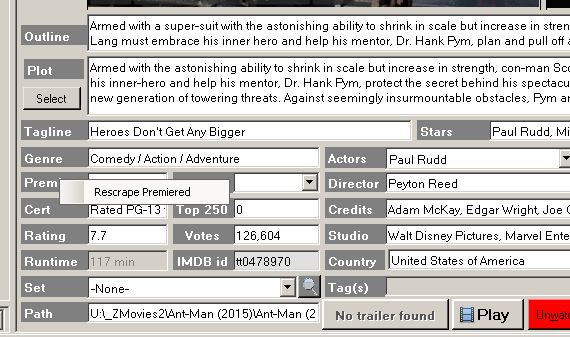 Outline
Armed with a super-suit with the astonishing ability to shrink in scale but increase in
Lang must embrace his inner hero and help his mentor, Dr. Hank Pym, plan and pull off
Plot
Armed with the astonishing ability to shrink in scale but increase in strength, con-man
his inner-hero and help his mentor, Dr. Hank Pym, protect the secret behind his
new generation of towering threats. Against seemingly insurmountable obstacles, Pym
Select
Tagline Heroes Don't Get Any Bigger Stars Paul Rudd,
Genre Comedy / Action / Adventure Actors Paul Rudd
Rescrape Premiered Director Peyton Reed
Cert Rated PG-13 Top 250 0 Credits Adam McKay, Edgar Wright, Joe
Rating 7.7 Votes 126,604 Studio Walt Disney Pictures, Marvel
Runtime 117 min IMDB id tt0478970 Country United States of America
Set -None- Tag(s)
Path U:\_ZMovies2\Ant-Man (2015)\Ant-Man (2 No trailer found Play